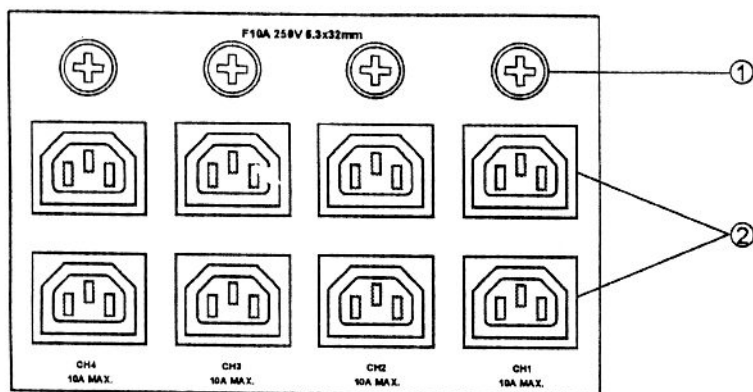 F10A 250V 6.3x32mm
①
②
CH4 CH3 CH2 CH1
10A MAX. 10A MAX. 10A MAX. 10A MAX.